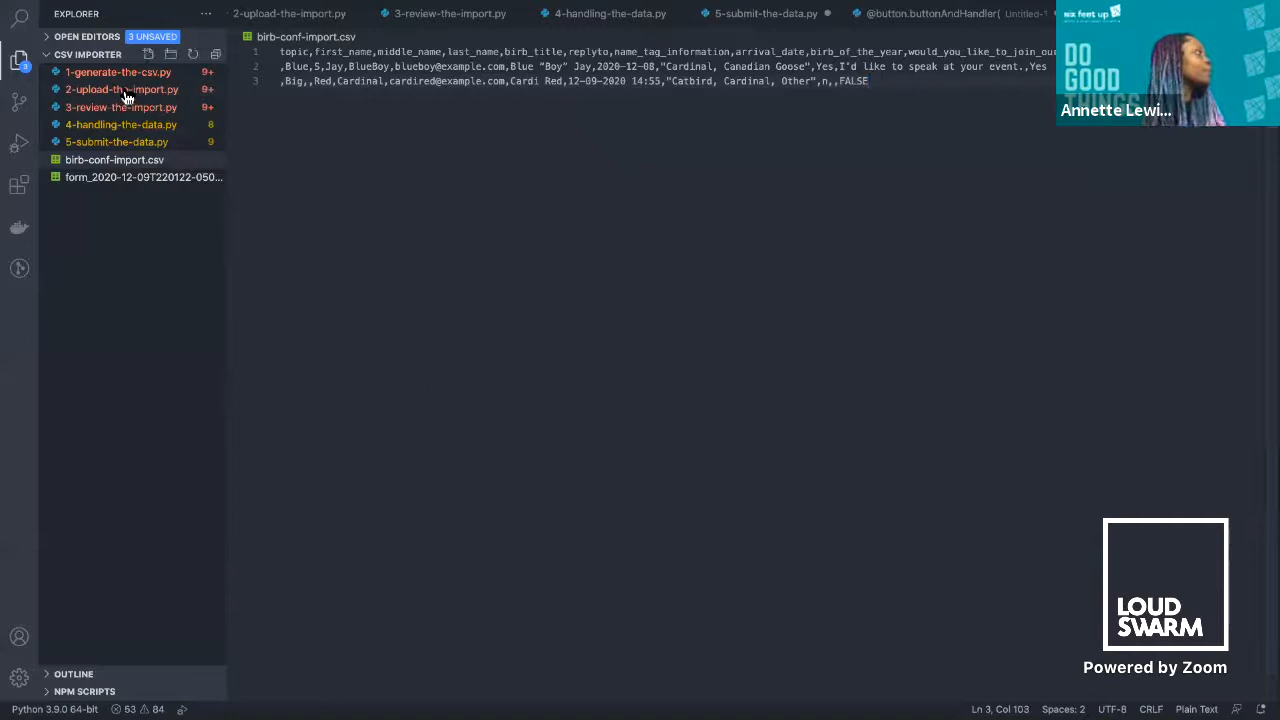 EXPLORER
2-upload-the-import.py
3-review-the-import.py
4-handling-the-data.py
5-submit-the-data.py
@button.buttonAndHandler( Untitled-1
OPEN EDITORS 3 UNSAVED
birb-conf-import.csv
CSV IMPORTER
1-generate-the-csv.py 9+
2-upload-the-import.py 9+
3-review-the-import.py 9+
4-handling-the-data.py 8
5-submit-the-data.py 9
birb-conf-import.csv
form_2020-12-09T220122-050...
3
1 topic,first_name,middle_name,last_name,birb_title,replyto,name_tag_information,arrival_date,birb_of_the_year,would_you_like_to_join_our
2 ,Blue,S,Jay,BlueBoy,blueboy@example.com,Blue “Boy” Jay,2020-12-08,"Cardinal, Canadian Goose",Yes,I'd like to speak at your event.,Yes
3 ,Big,,Red,Cardinal,cardired@example.com,Cardi Red,12-09-2020 14:55,"Catbird, Cardinal, Other",n,,FALSE
six feet up
DO
GOOD
THINGS
Annette Lewi...
LOUD
SWARM
Powered by Zoom
OUTLINE
NPM SCRIPTS
Python 3.9.0 64-bit 53 84
Ln 3, Col 103 Spaces: 2 UTF-8 CRLF Plain Text